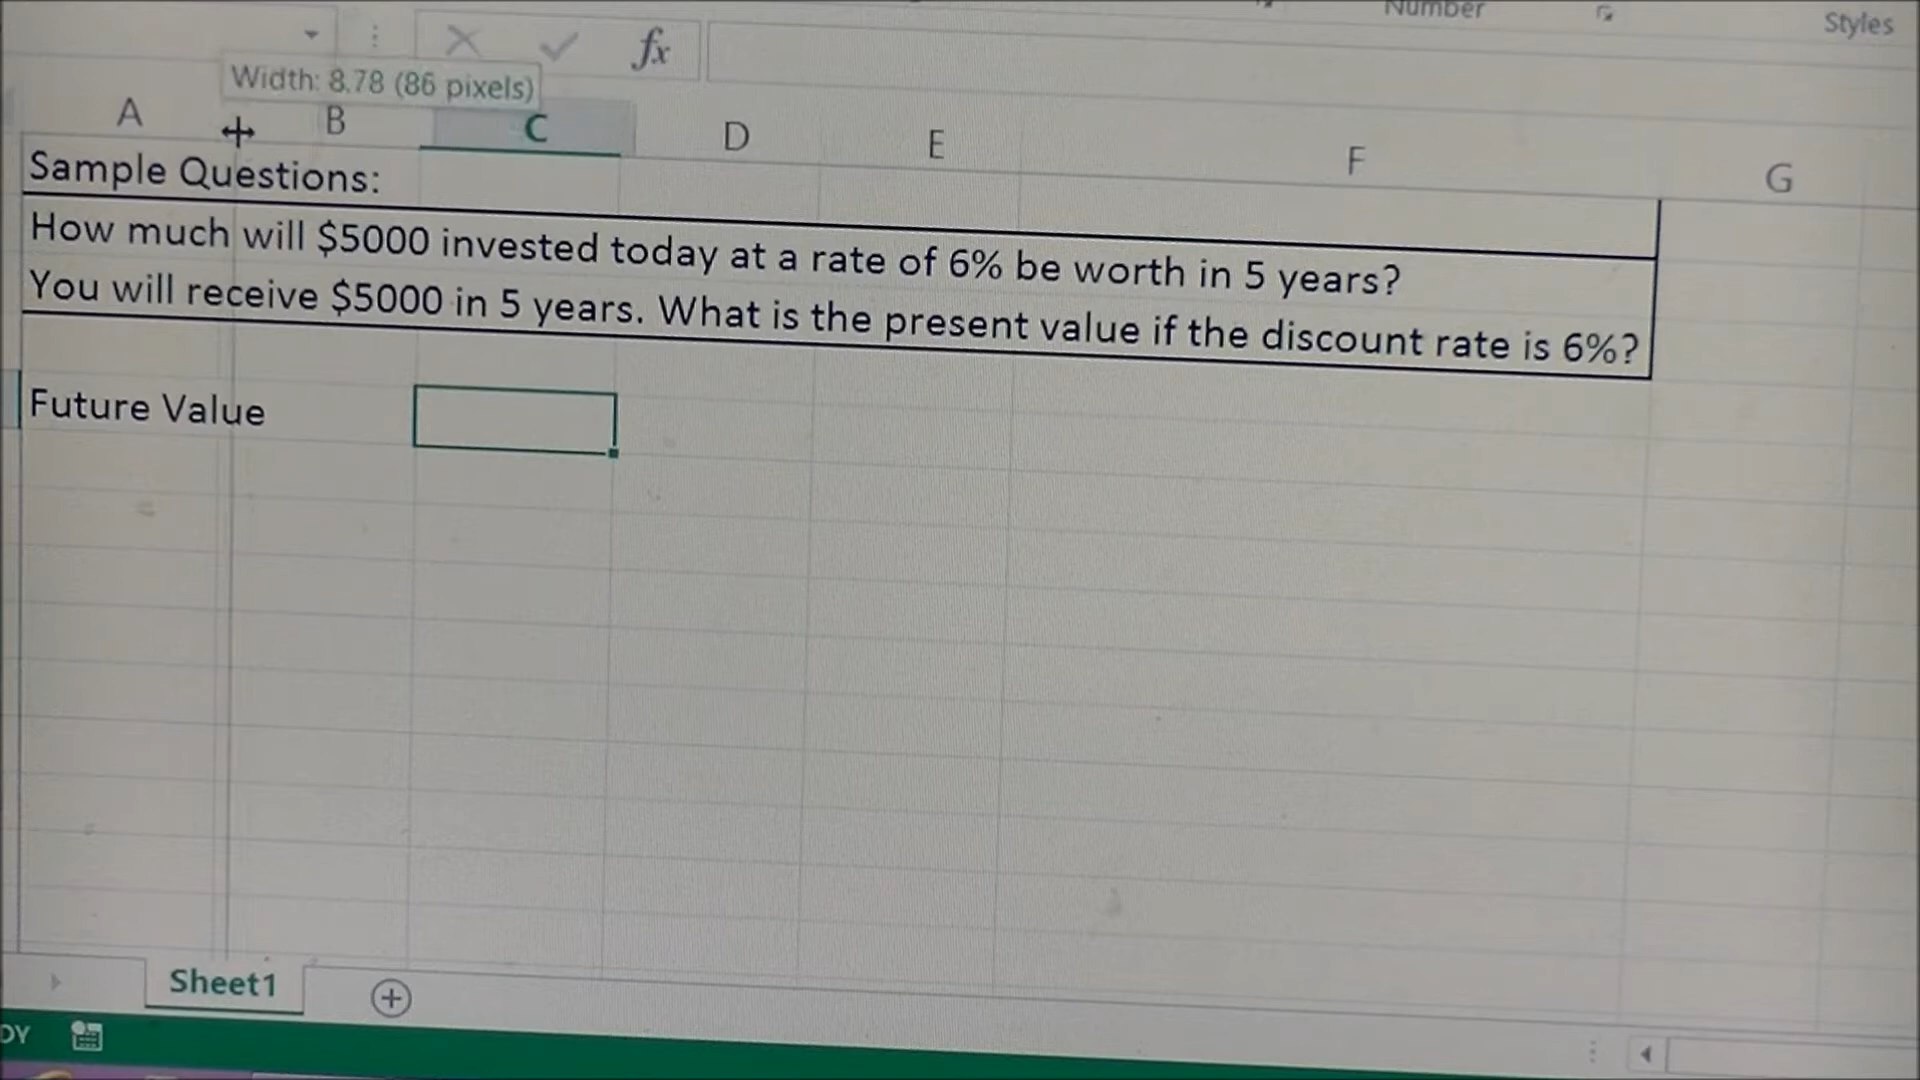 Number
Styles
fx
Width: 8.78 (86 pixels)
A B C D E F G
Sample Questions:
How much will $5000 invested today at a rate of 6% be worth in 5 years?
You will receive $5000 in 5 years. What is the present value if the discount rate is 6%?
Future Value
Sheet1
DY